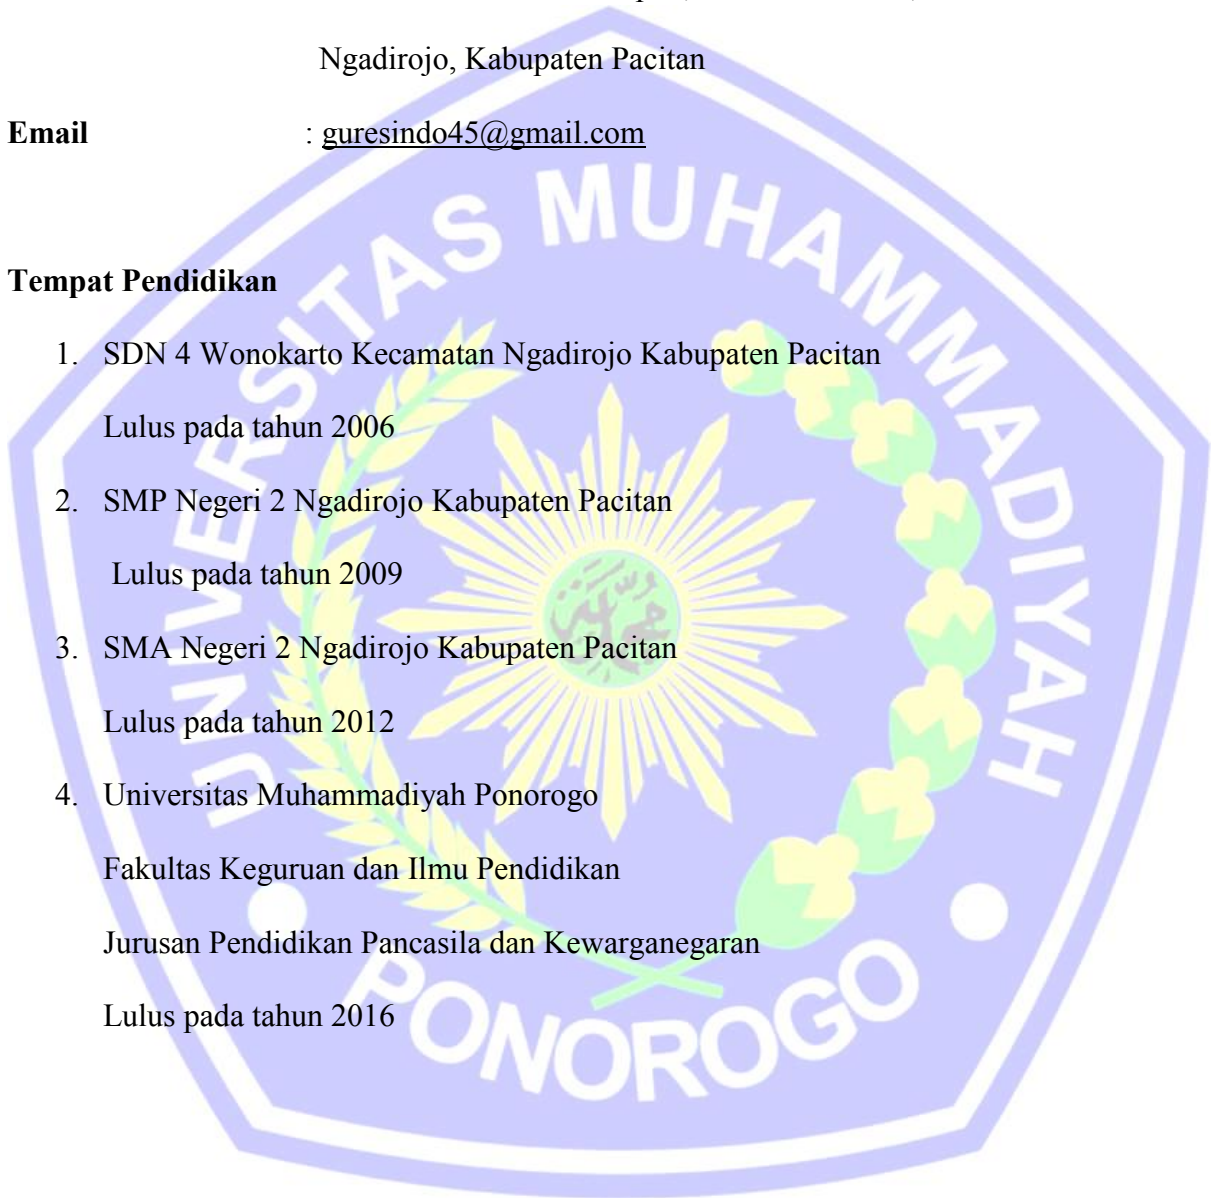 Ngadirojo, Kabupaten Pacitan
Email : guresindo45@gmail.com
Tempat Pendidikan
1. SDN 4 Wonokarto Kecamatan Ngadirojo Kabupaten Pacitan
Lulus pada tahun 2006
2. SMP Negeri 2 Ngadirojo Kabupaten Pacitan
Lulus pada tahun 2009
3. SMA Negeri 2 Ngadirojo Kabupaten Pacitan
Lulus pada tahun 2012
4. Universitas Muhammadiyah Ponorogo
Fakultas Keguruan dan Ilmu Pendidikan
Jurusan Pendidikan Pancasila dan Kewarganegaran
Lulus pada tahun 2016
UNIVERSITAS MUHAMMADIYAH
PONOROGO